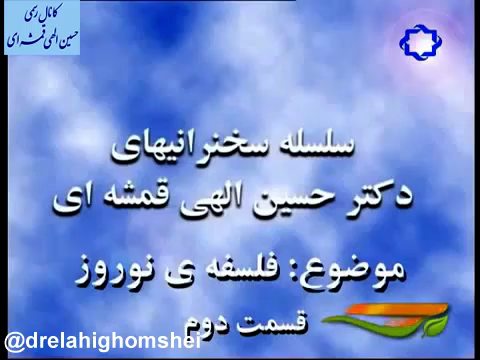 کانال رسمی
حسین الهی قمشه ای
سلسله سخنرانیهای
دکتر حسین الهی قمشه ای
موضوع: فلسفه ی نوروز
قسمت دوم
@drelahighomshei